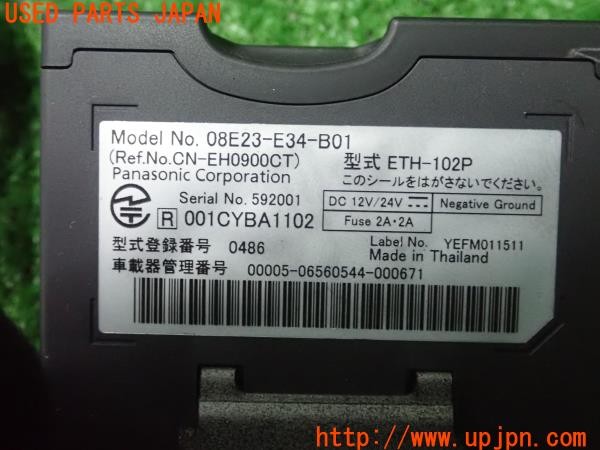 USED PARTS JAPAN
Model No. 08E23-E34-B01
(Ref.No.CN-EH0900CT) 型式 ETH-102P
Panasonic Corporation このシールをはがさないでください。
Serial No. 592001 DC 12V/24V Negative Ground
R 001CYBA1102 Fuse 2A・2A
型式登録番号 0486 Label No. YEFM011511
Made in Thailand
車載器管理番号 00005-06560544-000671
http://www.upjpn.com/